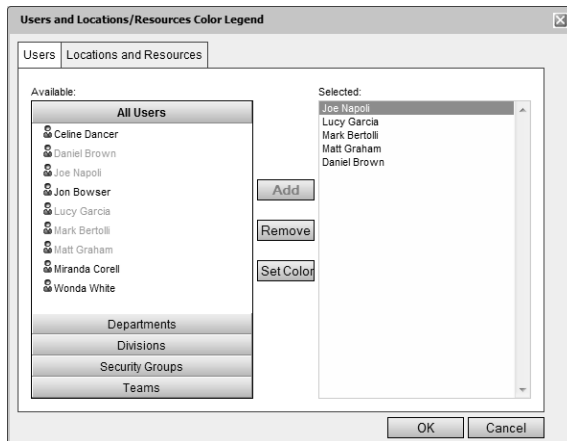 Users and Locations/Resources Color Legend
Users
Locations and Resources
Available:
All Users
Celine Dancer
Daniel Brown
Joe Napoli
Jon Bowser
Lucy Garcia
Mark Bertolli
Matt Graham
Miranda Corell
Wonda White
Departments
Divisions
Security Groups
Teams
Add
Remove
Set Color
Selected:
Joe Napoli
Lucy Garcia
Mark Bertolli
Matt Graham
Daniel Brown
OK
Cancel